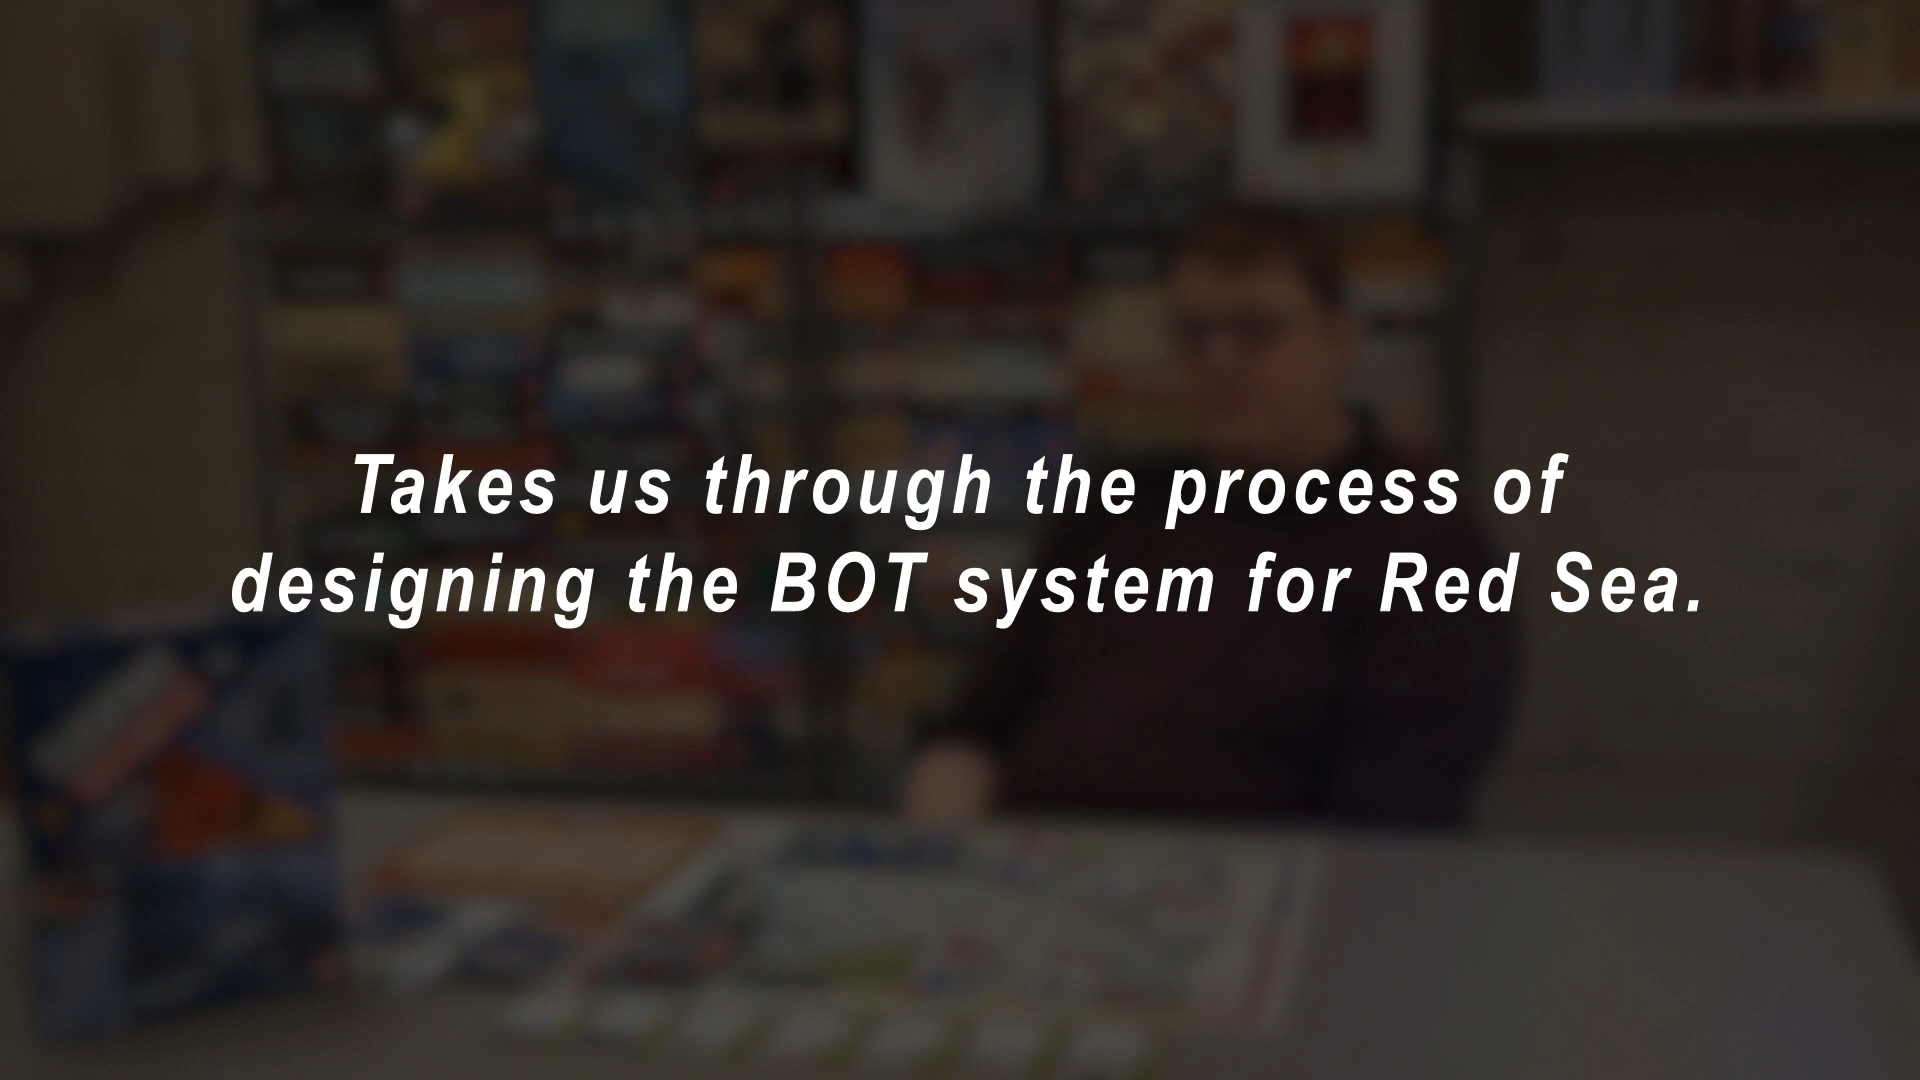 Takes us through the process of
designing the BOT system for Red Sea.